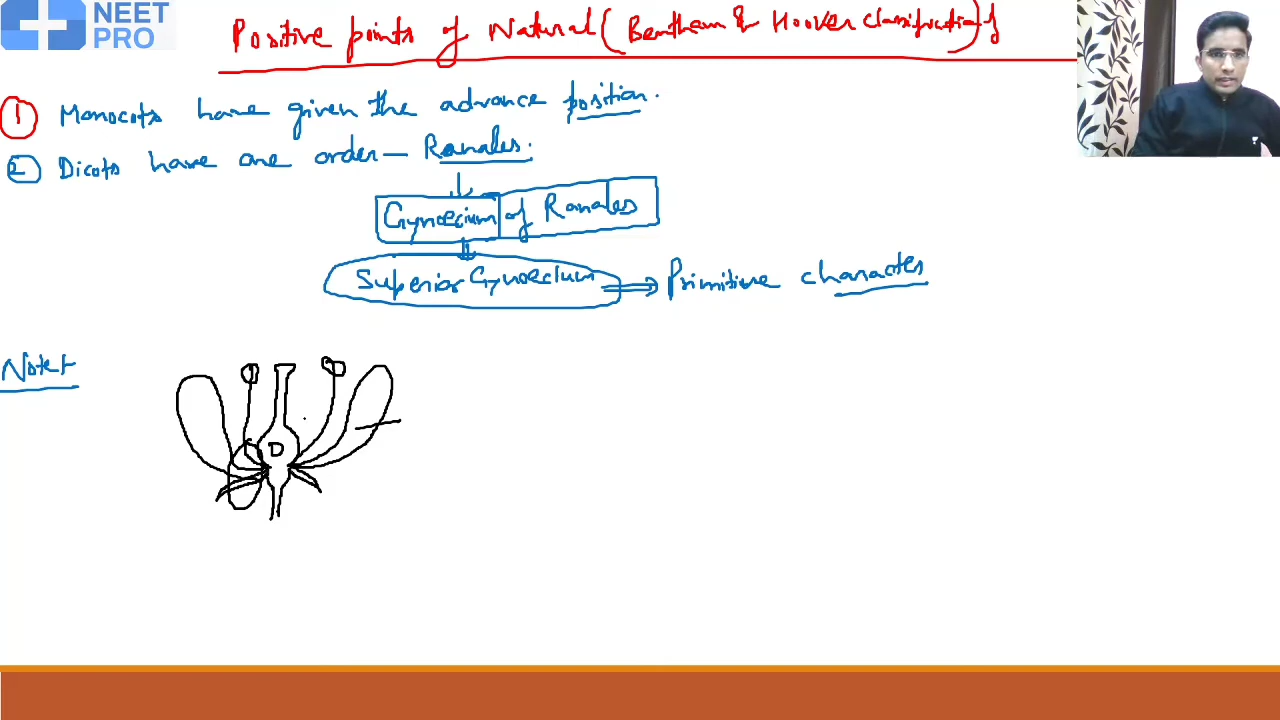 NEET
PRO
Positive points of Natural (Bentham & Hoover classification)
1 Monocots have given the advance position.
2 Dicots have one order - Ranales.
Gynoecium of Ranales
Superior Gynoecium ⇒ Primitive character
Note